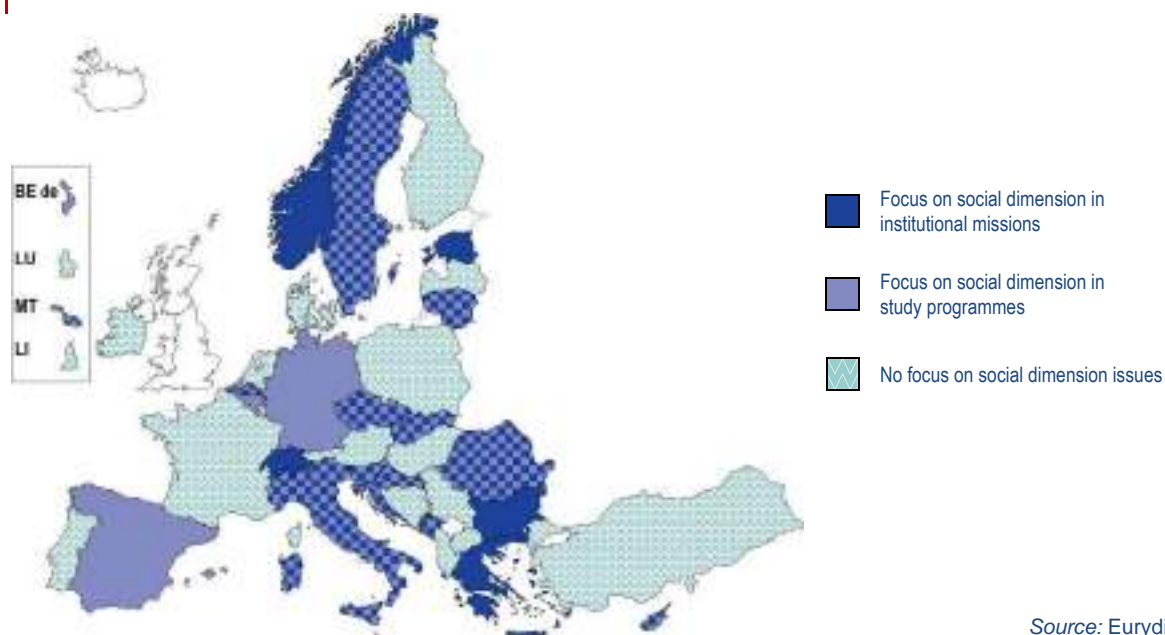 BE de
LU
MT
LI
Focus on social dimension in
institutional missions
Focus on social dimension in
study programmes
No focus on social dimension issues
Source: Eurydi